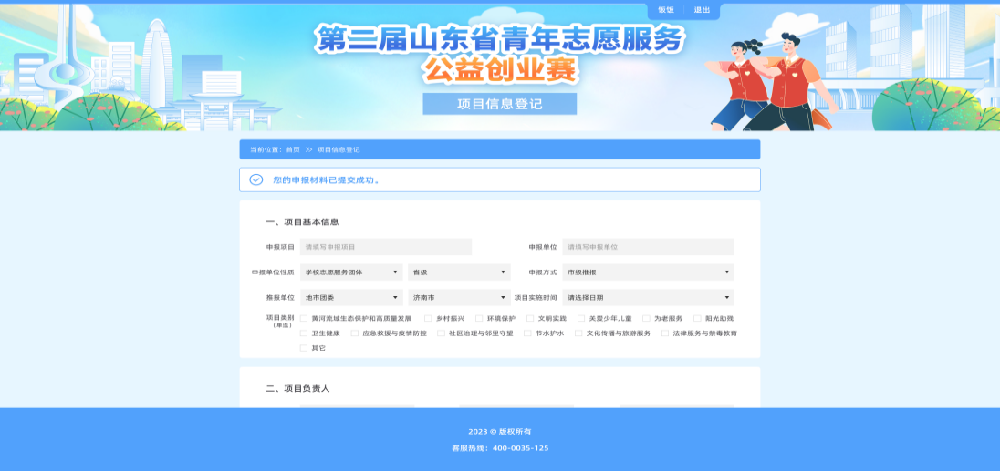 饭饭 退出
第二届山东省青年志愿服务
公益创业赛
项目信息登记
当前位置：首页 >> 项目信息登记
您的申报材料已提交成功。
一、项目基本信息
申报项目 请填写申报项目 申报单位 请填写申报单位
申报单位性质 学校志愿服务团体 省级 申报方式 市级推报
推报单位 地市团委 济南市 项目实施时间 请选择日期
项目类别 黄河流域生态保护和高质量发展 乡村振兴 环境保护 文明实践 关爱少年儿童 为老服务 阳光助残
（单选）
卫生健康 应急救援与疫情防控 社区治理与邻里守望 节水护水 文化传播与旅游服务 法律服务与禁毒教育
其它
二、项目负责人
2023 © 版权所有
客服热线：400-0035-125